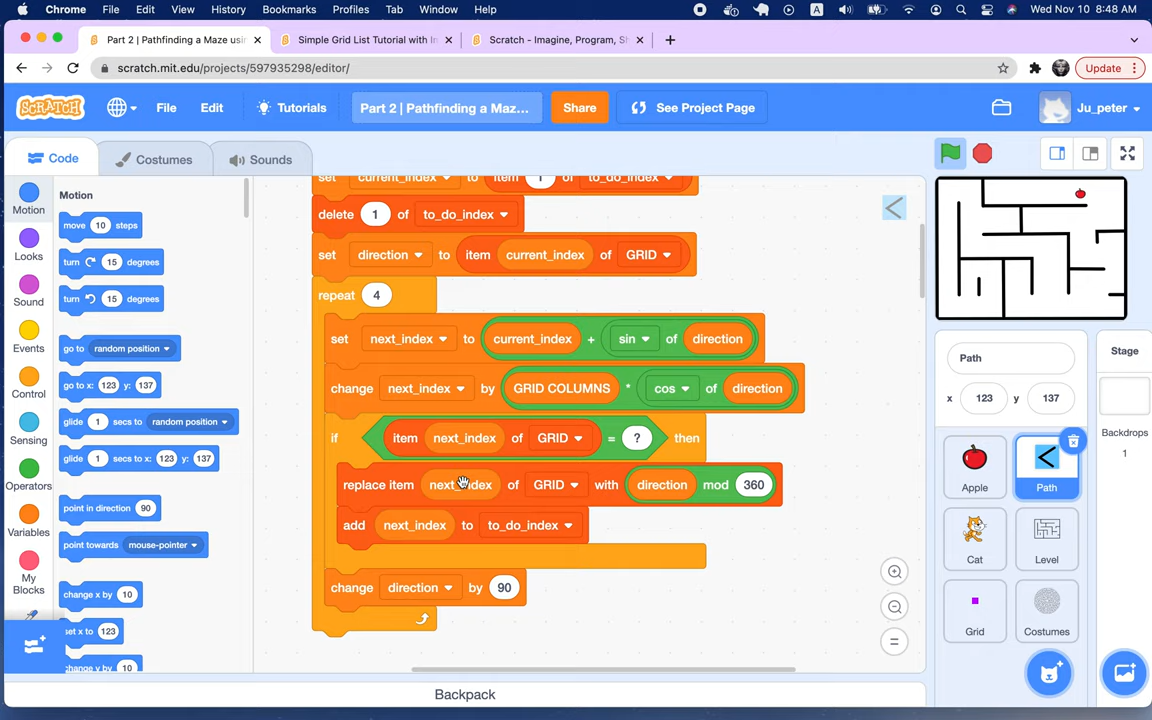 Chrome File Edit View History Bookmarks Profiles Tab Window Help A Wed Nov 10 8:48 AM
Part 2 | Pathfinding a Maze usin × Simple Grid List Tutorial with In × Scratch - Imagine, Program, Sh × +
scratch.mit.edu/projects/597935298/editor/ Update
SCRATCH File Edit Tutorials Part 2 | Pathfinding a Maz... Share See Project Page Ju_peter
Code Costumes Sounds
Motion
Looks
Sound
Events
Control
Sensing
Operators
Variables
My Blocks
Motion
move 10 steps
turn 15 degrees
turn 15 degrees
go to random position
go to x: 123 y: 137
glide 1 secs to random position
glide 1 secs to x: 123 y: 137
point in direction 90
point towards mouse-pointer
change x by 10
set x to 123
change y by 10
set current_index to item 1 of to_do_index
delete 1 of to_do_index
set direction to item current_index of GRID
repeat 4
set next_index to current_index + sin of direction
change next_index by GRID COLUMNS * cos of direction
if item next_index of GRID = ? then
replace item next_index of GRID with direction mod 360
add next_index to to_do_index
change direction by 90
Path
x 123 y 137
Apple Path
Cat Level
Grid Costumes
Stage
Backdrops
1
Backpack